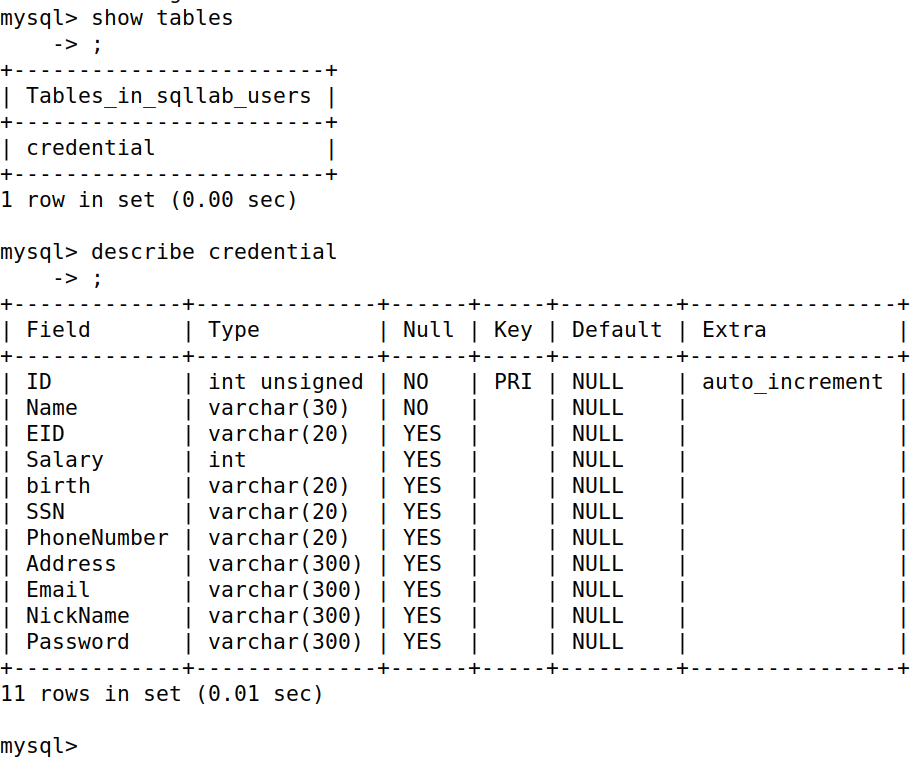 mysql> show tables
    -> ;
+------------------------+
| Tables_in_sqllab_users |
+------------------------+
| credential             |
+------------------------+
1 row in set (0.00 sec)

mysql> describe credential
    -> ;
+-------------+--------------+------+-----+---------+----------------+
| Field       | Type         | Null | Key | Default | Extra          |
+-------------+--------------+------+-----+---------+----------------+
| ID          | int unsigned | NO   | PRI | NULL    | auto_increment |
| Name        | varchar(30)  | NO   |     | NULL    |                |
| EID         | varchar(20)  | YES  |     | NULL    |                |
| Salary      | int          | YES  |     | NULL    |                |
| birth       | varchar(20)  | YES  |     | NULL    |                |
| SSN         | varchar(20)  | YES  |     | NULL    |                |
| PhoneNumber | varchar(20)  | YES  |     | NULL    |                |
| Address     | varchar(300) | YES  |     | NULL    |                |
| Email       | varchar(300) | YES  |     | NULL    |                |
| NickName    | varchar(300) | YES  |     | NULL    |                |
| Password    | varchar(300) | YES  |     | NULL    |                |
+-------------+--------------+------+-----+---------+----------------+
11 rows in set (0.01 sec)

mysql>